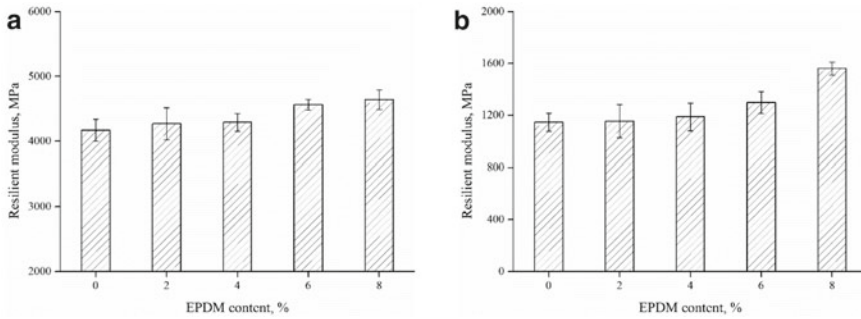 a
Resilient modulus, MPa
5000
4000
3000
2000
0 2 4 6 8
EPDM content, %
b
Resilient modulus, MPa
2000
1600
1200
800
400
0
0 2 4 6 8
EPDM content, %